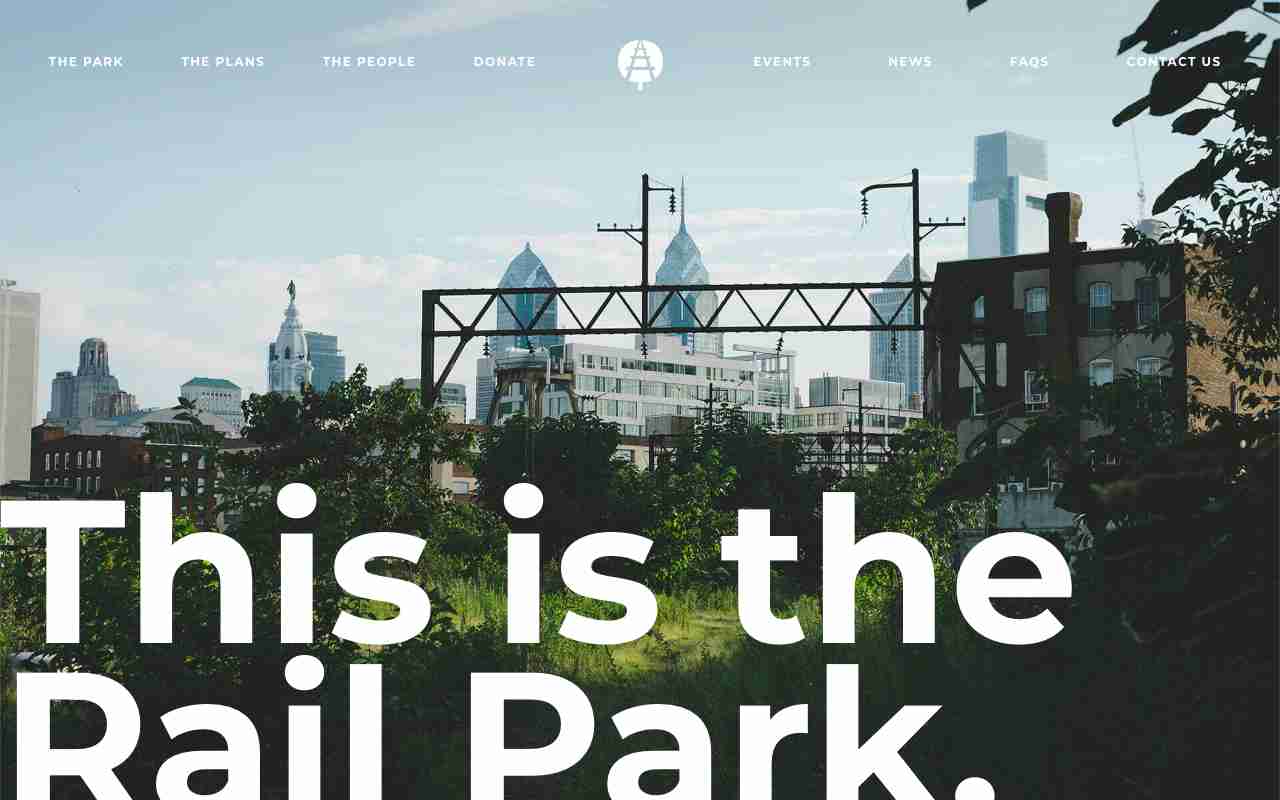 THE PARK THE PLANS THE PEOPLE DONATE EVENTS NEWS FAQS CONTACT US
This is the
Rail Park.